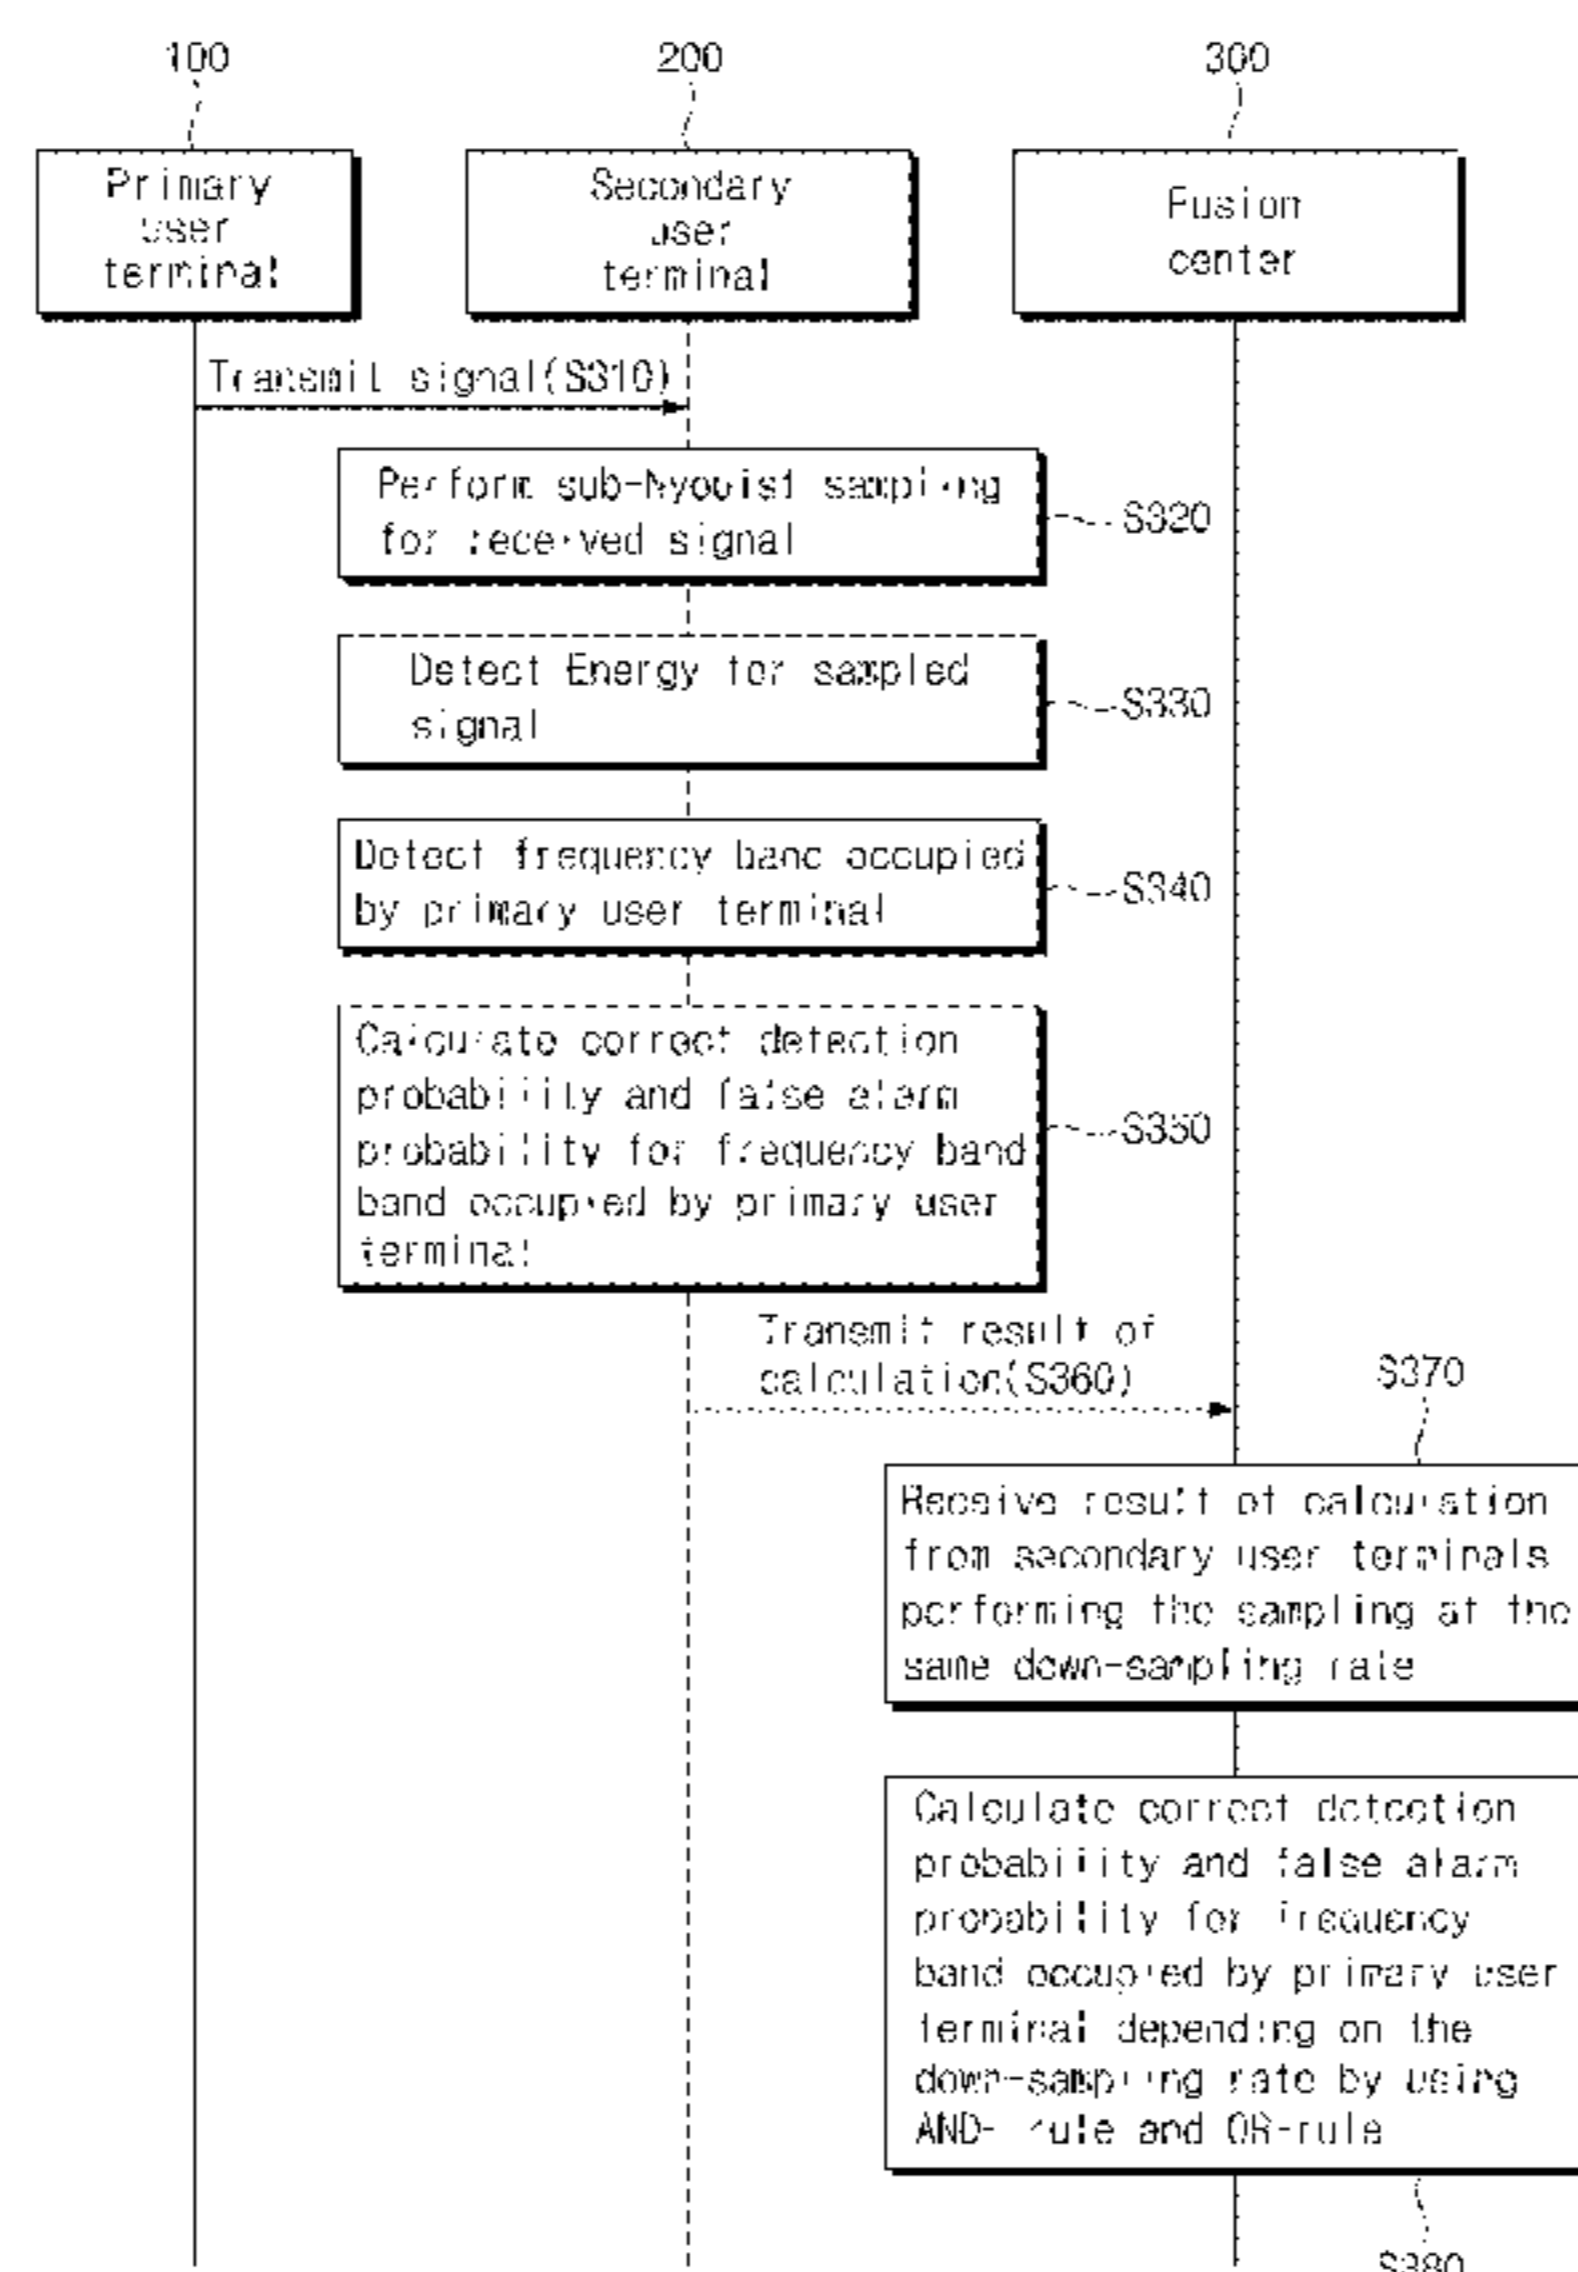 100
200
300
Primary
user
terminal
Secondary
user
terminal
Fusion
center
Transmit signal(S310)
Perform sub-Nyquist sampling
for received signal
S320
Detect Energy for sampled
signal
S330
Detect frequency band occupied
by primary user terminal
S340
Calculate correct detection
probability and false alarm
probability for frequency band
band occupied by primary user
terminal
S350
Transmit result of
calculation(S360)
S370
Receive result of calculation
from secondary user terminals
performing the sampling at the
same down-sampling rate
Calculate correct detection
probability and false alarm
probability for frequency
band occupied by primary user
terminal depending on the
down-sampling rate by using
AND- rule and OR-rule
S380